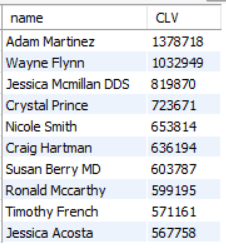 name CLV
Adam Martinez 1378718
Wayne Flynn 1032949
Jessica Mcmillan DDS 819870
Crystal Prince 723671
Nicole Smith 653814
Craig Hartman 636194
Susan Berry MD 603787
Ronald Mccarthy 599195
Timothy French 571161
Jessica Acosta 567758